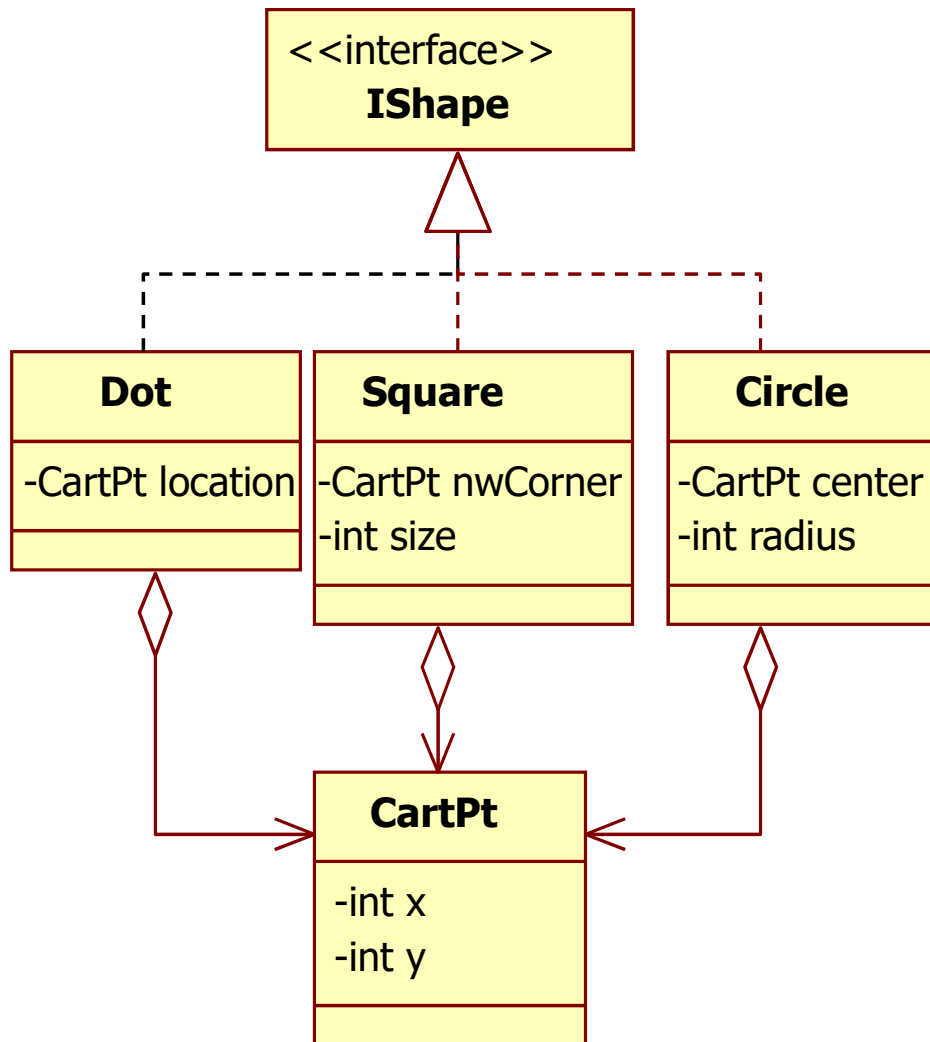 <<interface>>
IShape
Dot
-CartPt location
Square
-CartPt nwCorner
-int size
Circle
-CartPt center
-int radius
CartPt
-int x
-int y